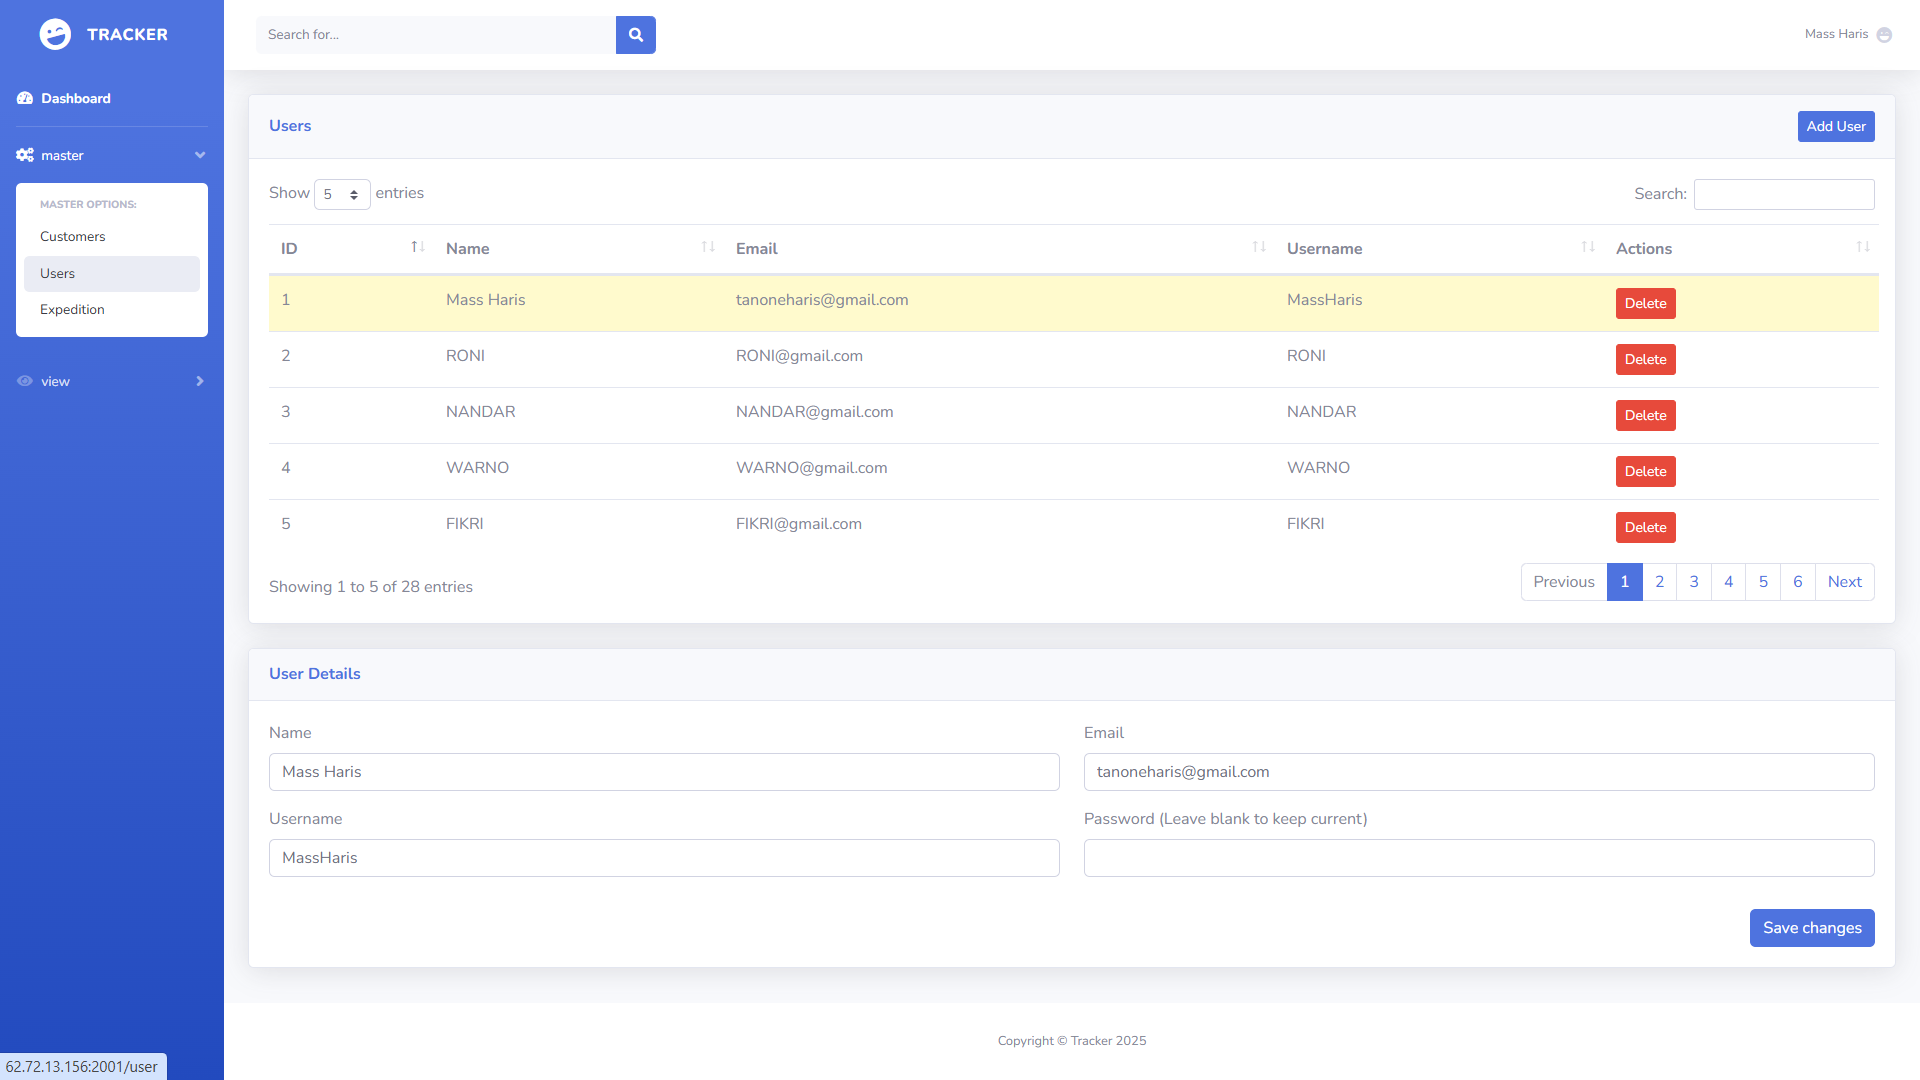 TRACKER
Search for...
Mass Haris
Dashboard
master
MASTER OPTIONS:
Customers
Users
Expedition
view
Users
Add User
Show 5 entries
Search:
ID Name Email Username Actions
1 Mass Haris tanoneharis@gmail.com MassHaris Delete
2 RONI RONI@gmail.com RONI Delete
3 NANDAR NANDAR@gmail.com NANDAR Delete
4 WARNO WARNO@gmail.com WARNO Delete
5 FIKRI FIKRI@gmail.com FIKRI Delete
Showing 1 to 5 of 28 entries
Previous 1 2 3 4 5 6 Next
User Details
Name Email
Mass Haris tanoneharis@gmail.com
Username Password (Leave blank to keep current)
MassHaris
Save changes
Copyright © Tracker 2025
62.72.13.156:2001/user